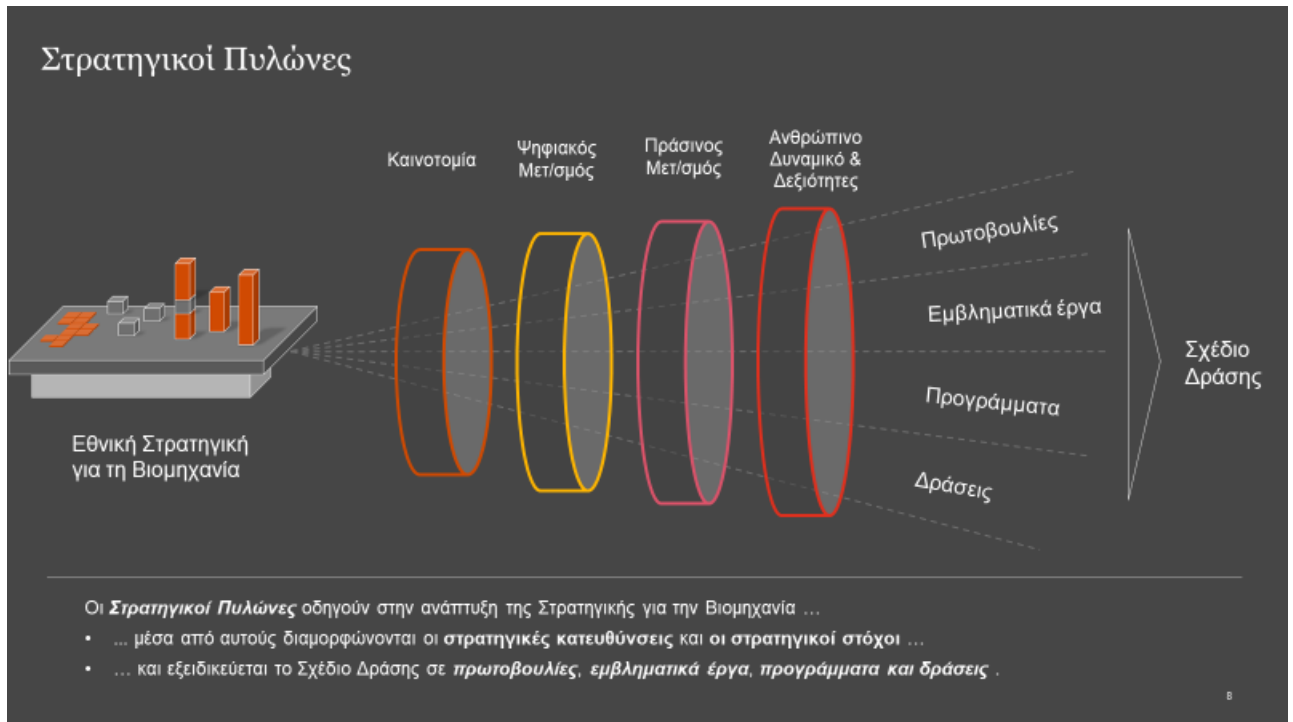 Στρατηγικοί Πυλώνες
Καινοτομία
Ψηφιακός
Μετ/σμός
Πράσινος
Μετ/σμός
Ανθρώπινο
Δυναμικό &
Δεξιότητες
Πρωτοβουλίες
Εμβληματικά έργα
Προγράμματα
Δράσεις
Σχέδιο
Δράσης
Εθνική Στρατηγική
για τη Βιομηχανία
Οι Στρατηγικοί Πυλώνες οδηγούν στην ανάπτυξη της Στρατηγικής για την Βιομηχανία …
• ... μέσα από αυτούς διαμορφώνονται οι στρατηγικές κατευθύνσεις και οι στρατηγικοί στόχοι …
• … και εξειδικεύεται το Σχέδιο Δράσης σε πρωτοβουλίες, εμβληματικά έργα, προγράμματα και δράσεις .